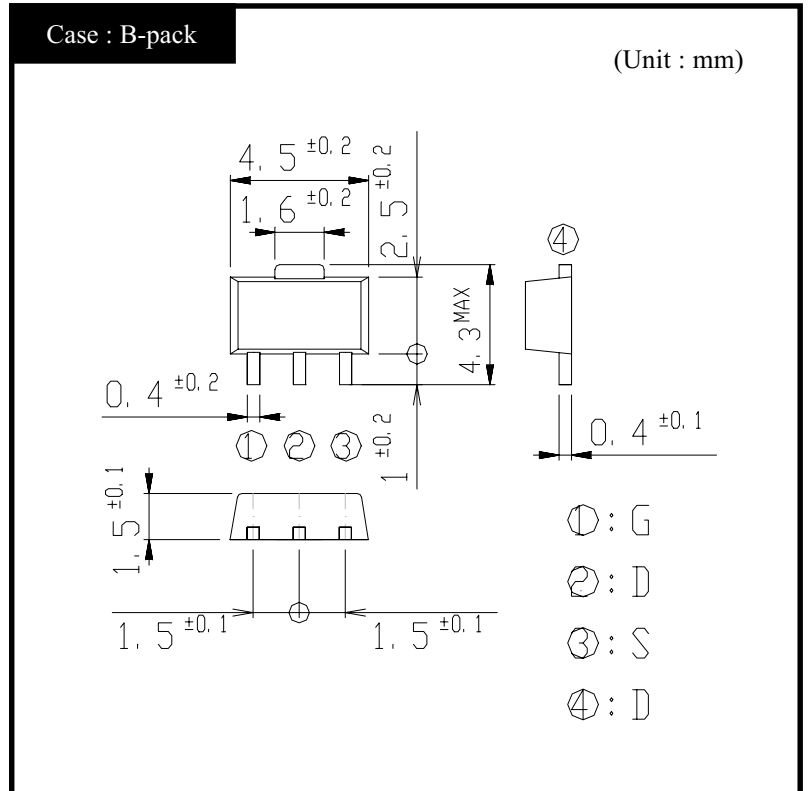 Case : B-pack
(Unit : mm)
4. 5 ±0. 2
1. 6 ±0. 2
2. 5 ±0. 2
④
4. 3 MAX
0. 4 ±0. 2
0. 4 ±0. 1
① ② ③
1 ±0. 2
1. 5 ±0. 1
1. 5 ±0. 1
1. 5 ±0. 1
① : G
② : D
③ : S
④ : D